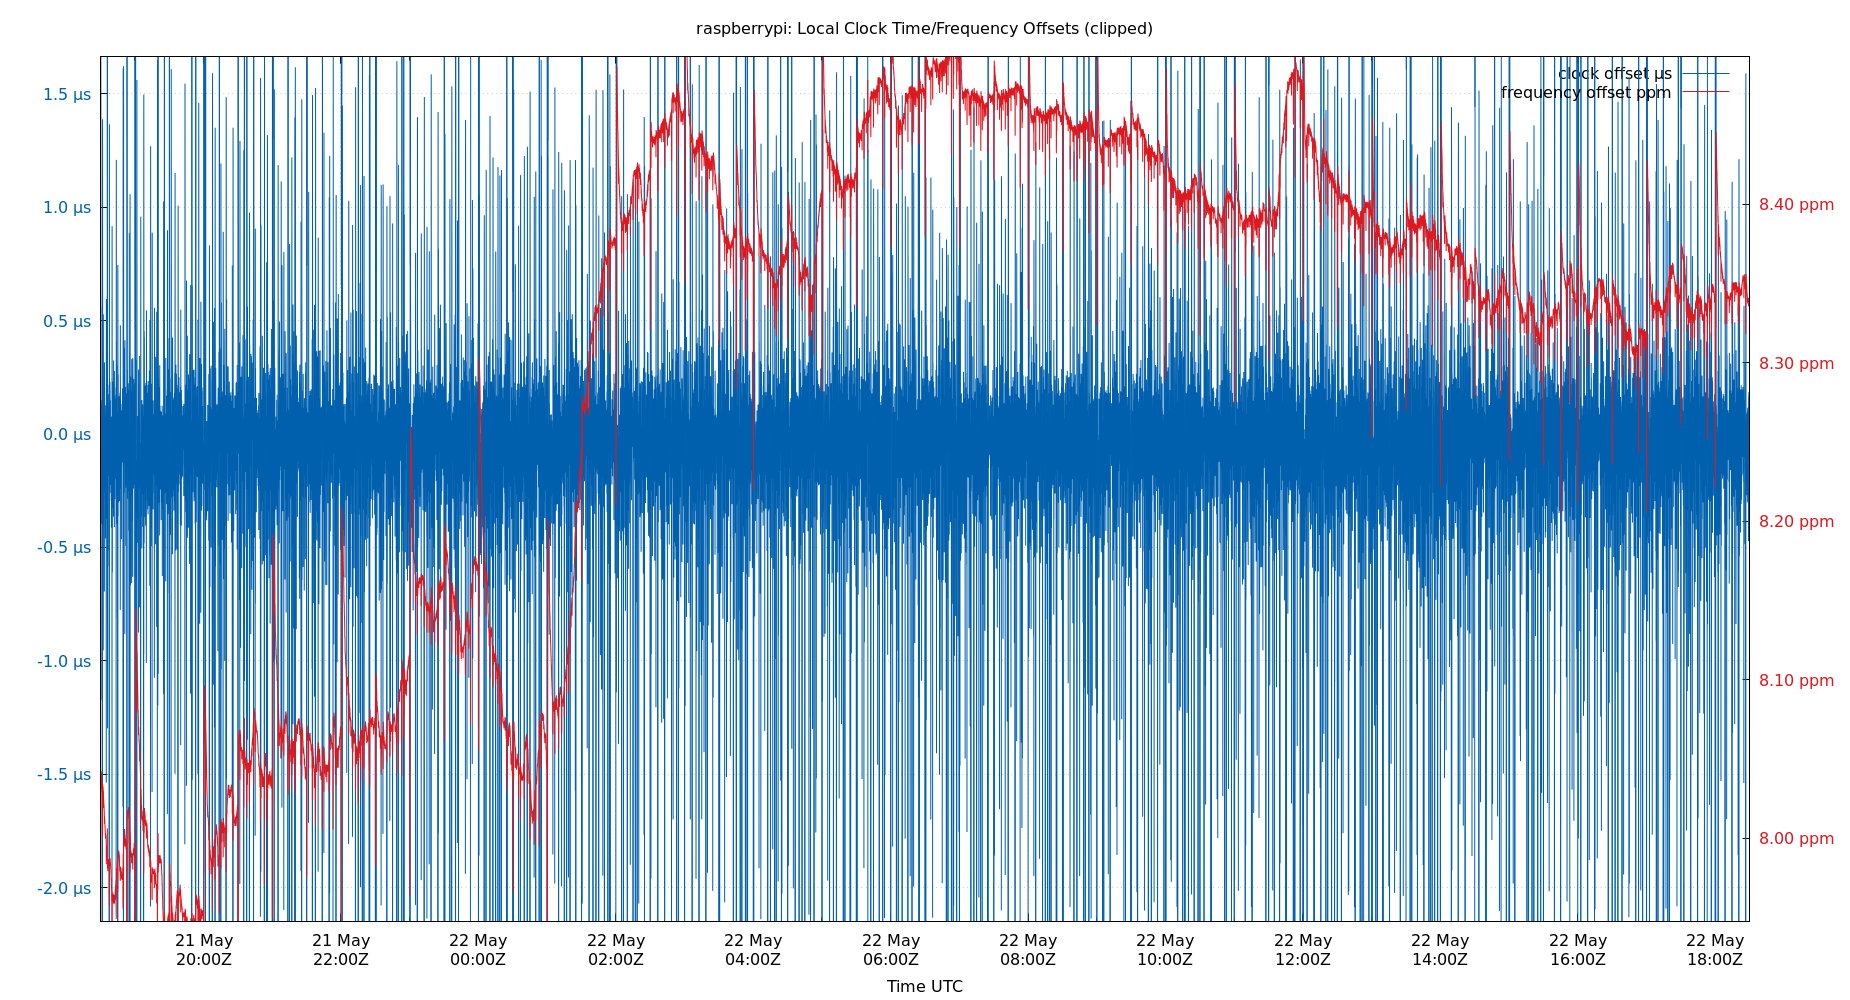 raspberrypi: Local Clock Time/Frequency Offsets (clipped)
clock offset µs
frequency offset ppm
1.5 µs
1.0 µs
0.5 µs
0.0 µs
-0.5 µs
-1.0 µs
-1.5 µs
-2.0 µs
8.40 ppm
8.30 ppm
8.20 ppm
8.10 ppm
8.00 ppm
21 May 21 May 22 May 22 May 22 May 22 May 22 May 22 May 22 May 22 May 22 May 22 May
20:00Z 22:00Z 00:00Z 02:00Z 04:00Z 06:00Z 08:00Z 10:00Z 12:00Z 14:00Z 16:00Z 18:00Z
Time UTC